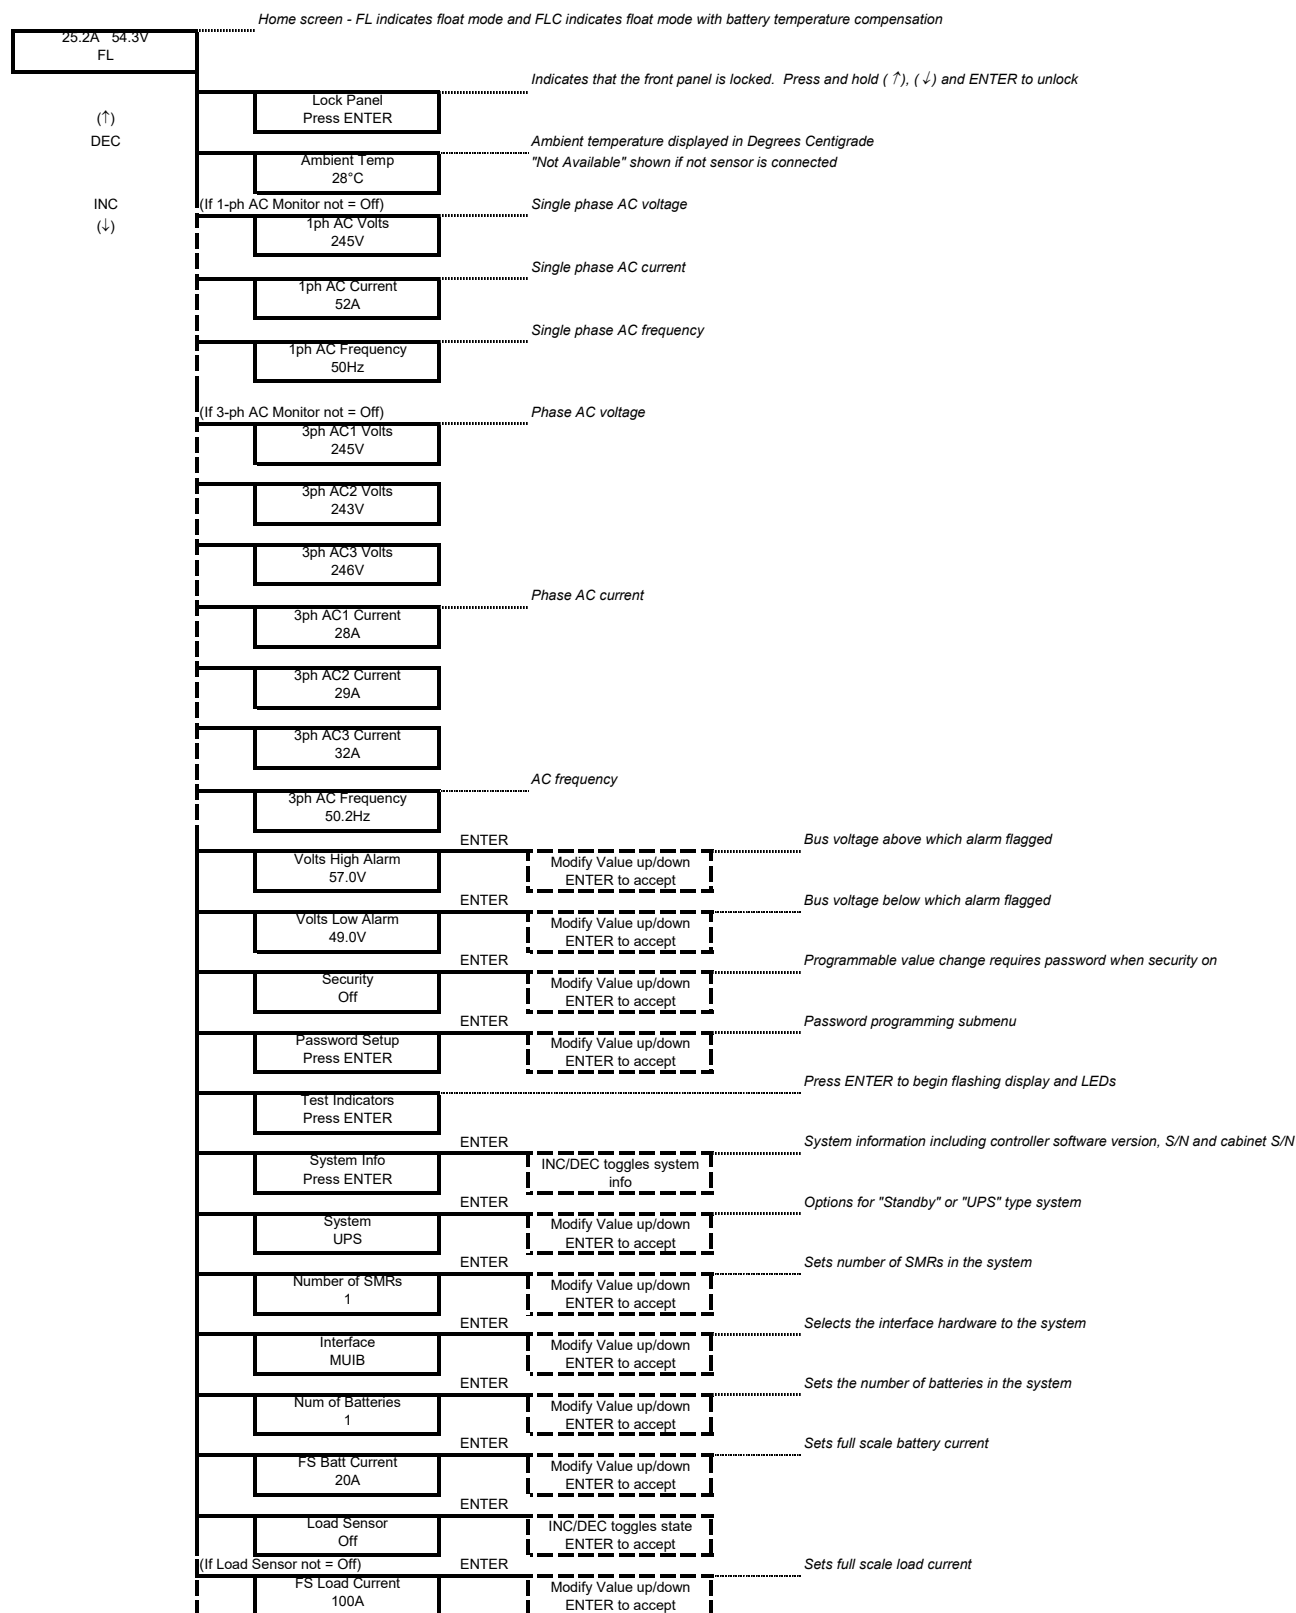 Home screen - FL indicates float mode and FLC indicates float mode with battery temperature compensation
25.2A 54.3V
FL
Indicates that the front panel is locked. Press and hold (↑), (↓) and ENTER to unlock
Lock Panel
Press ENTER
(↑)
DEC
Ambient temperature displayed in Degrees Centigrade
"Not Available" shown if not sensor is connected
Ambient Temp
28°C
INC
(↓)
(If 1-ph AC Monitor not = Off)
Single phase AC voltage
1ph AC Volts
245V
Single phase AC current
1ph AC Current
52A
Single phase AC frequency
1ph AC Frequency
50Hz
(If 3-ph AC Monitor not = Off)
Phase AC voltage
3ph AC1 Volts
245V
3ph AC2 Volts
243V
3ph AC3 Volts
246V
Phase AC current
3ph AC1 Current
28A
3ph AC2 Current
29A
3ph AC3 Current
32A
AC frequency
3ph AC Frequency
50.2Hz
ENTER
Bus voltage above which alarm flagged
Volts High Alarm
57.0V
Modify Value up/down
ENTER to accept
ENTER
Bus voltage below which alarm flagged
Volts Low Alarm
49.0V
Modify Value up/down
ENTER to accept
ENTER
Programmable value change requires password when security on
Security
Off
Modify Value up/down
ENTER to accept
ENTER
Password programming submenu
Password Setup
Press ENTER
Modify Value up/down
ENTER to accept
Press ENTER to begin flashing display and LEDs
Test Indicators
Press ENTER
ENTER
System information including controller software version, S/N and cabinet S/N
System Info
Press ENTER
INC/DEC toggles system
info
ENTER
Options for "Standby" or "UPS" type system
System
UPS
Modify Value up/down
ENTER to accept
ENTER
Sets number of SMRs in the system
Number of SMRs
1
Modify Value up/down
ENTER to accept
ENTER
Selects the interface hardware to the system
Interface
MUIB
Modify Value up/down
ENTER to accept
ENTER
Sets the number of batteries in the system
Num of Batteries
1
Modify Value up/down
ENTER to accept
ENTER
Sets full scale battery current
FS Batt Current
20A
Modify Value up/down
ENTER to accept
ENTER
Load Sensor
Off
INC/DEC toggles state
ENTER to accept
(If Load Sensor not = Off)
ENTER
Sets full scale load current
FS Load Current
100A
Modify Value up/down
ENTER to accept